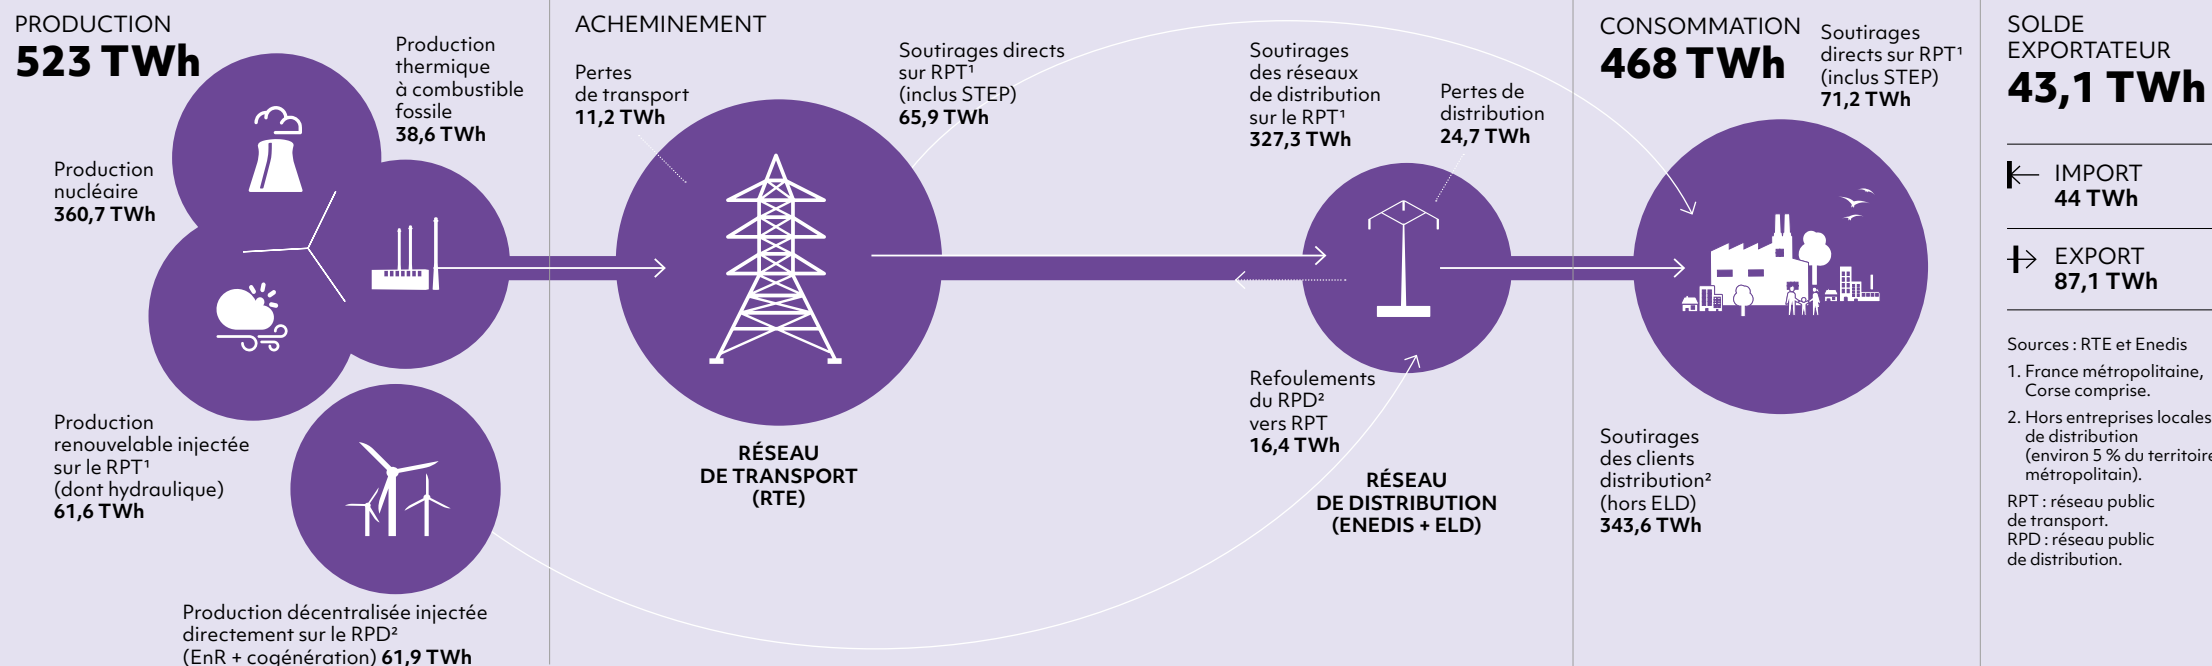 PRODUCTION
523 TWh
Production
thermique
à combustible
fossile
38,6 TWh
Production
nucléaire
360,7 TWh
Production
renouvelable injectée
sur le RPT¹
(dont hydraulique)
61,6 TWh
Production décentralisée injectée
directement sur le RPD²
(EnR + cogénération) 61,9 TWh
ACHEMINEMENT
Pertes
de transport
11,2 TWh
Soutirages directs
sur RPT¹
(inclus STEP)
65,9 TWh
RÉSEAU
DE TRANSPORT
(RTE)
Soutirages
des réseaux
de distribution
sur le RPT¹
327,3 TWh
Pertes de
distribution
24,7 TWh
Refoulements
du RPD²
vers RPT
16,4 TWh
RÉSEAU
DE DISTRIBUTION
(ENEDIS + ELD)
CONSOMMATION
468 TWh
Soutirages
directs sur RPT¹
(inclus STEP)
71,2 TWh
Soutirages
des clients
distribution²
(hors ELD)
343,6 TWh
SOLDE
EXPORTATEUR
43,1 TWh
IMPORT
44 TWh
EXPORT
87,1 TWh
Sources : RTE et Enedis
1. France métropolitaine,
Corse comprise.
2. Hors entreprises locales
de distribution
(environ 5 % du territoire
métropolitain).
RPT : réseau public
de transport.
RPD : réseau public
de distribution.